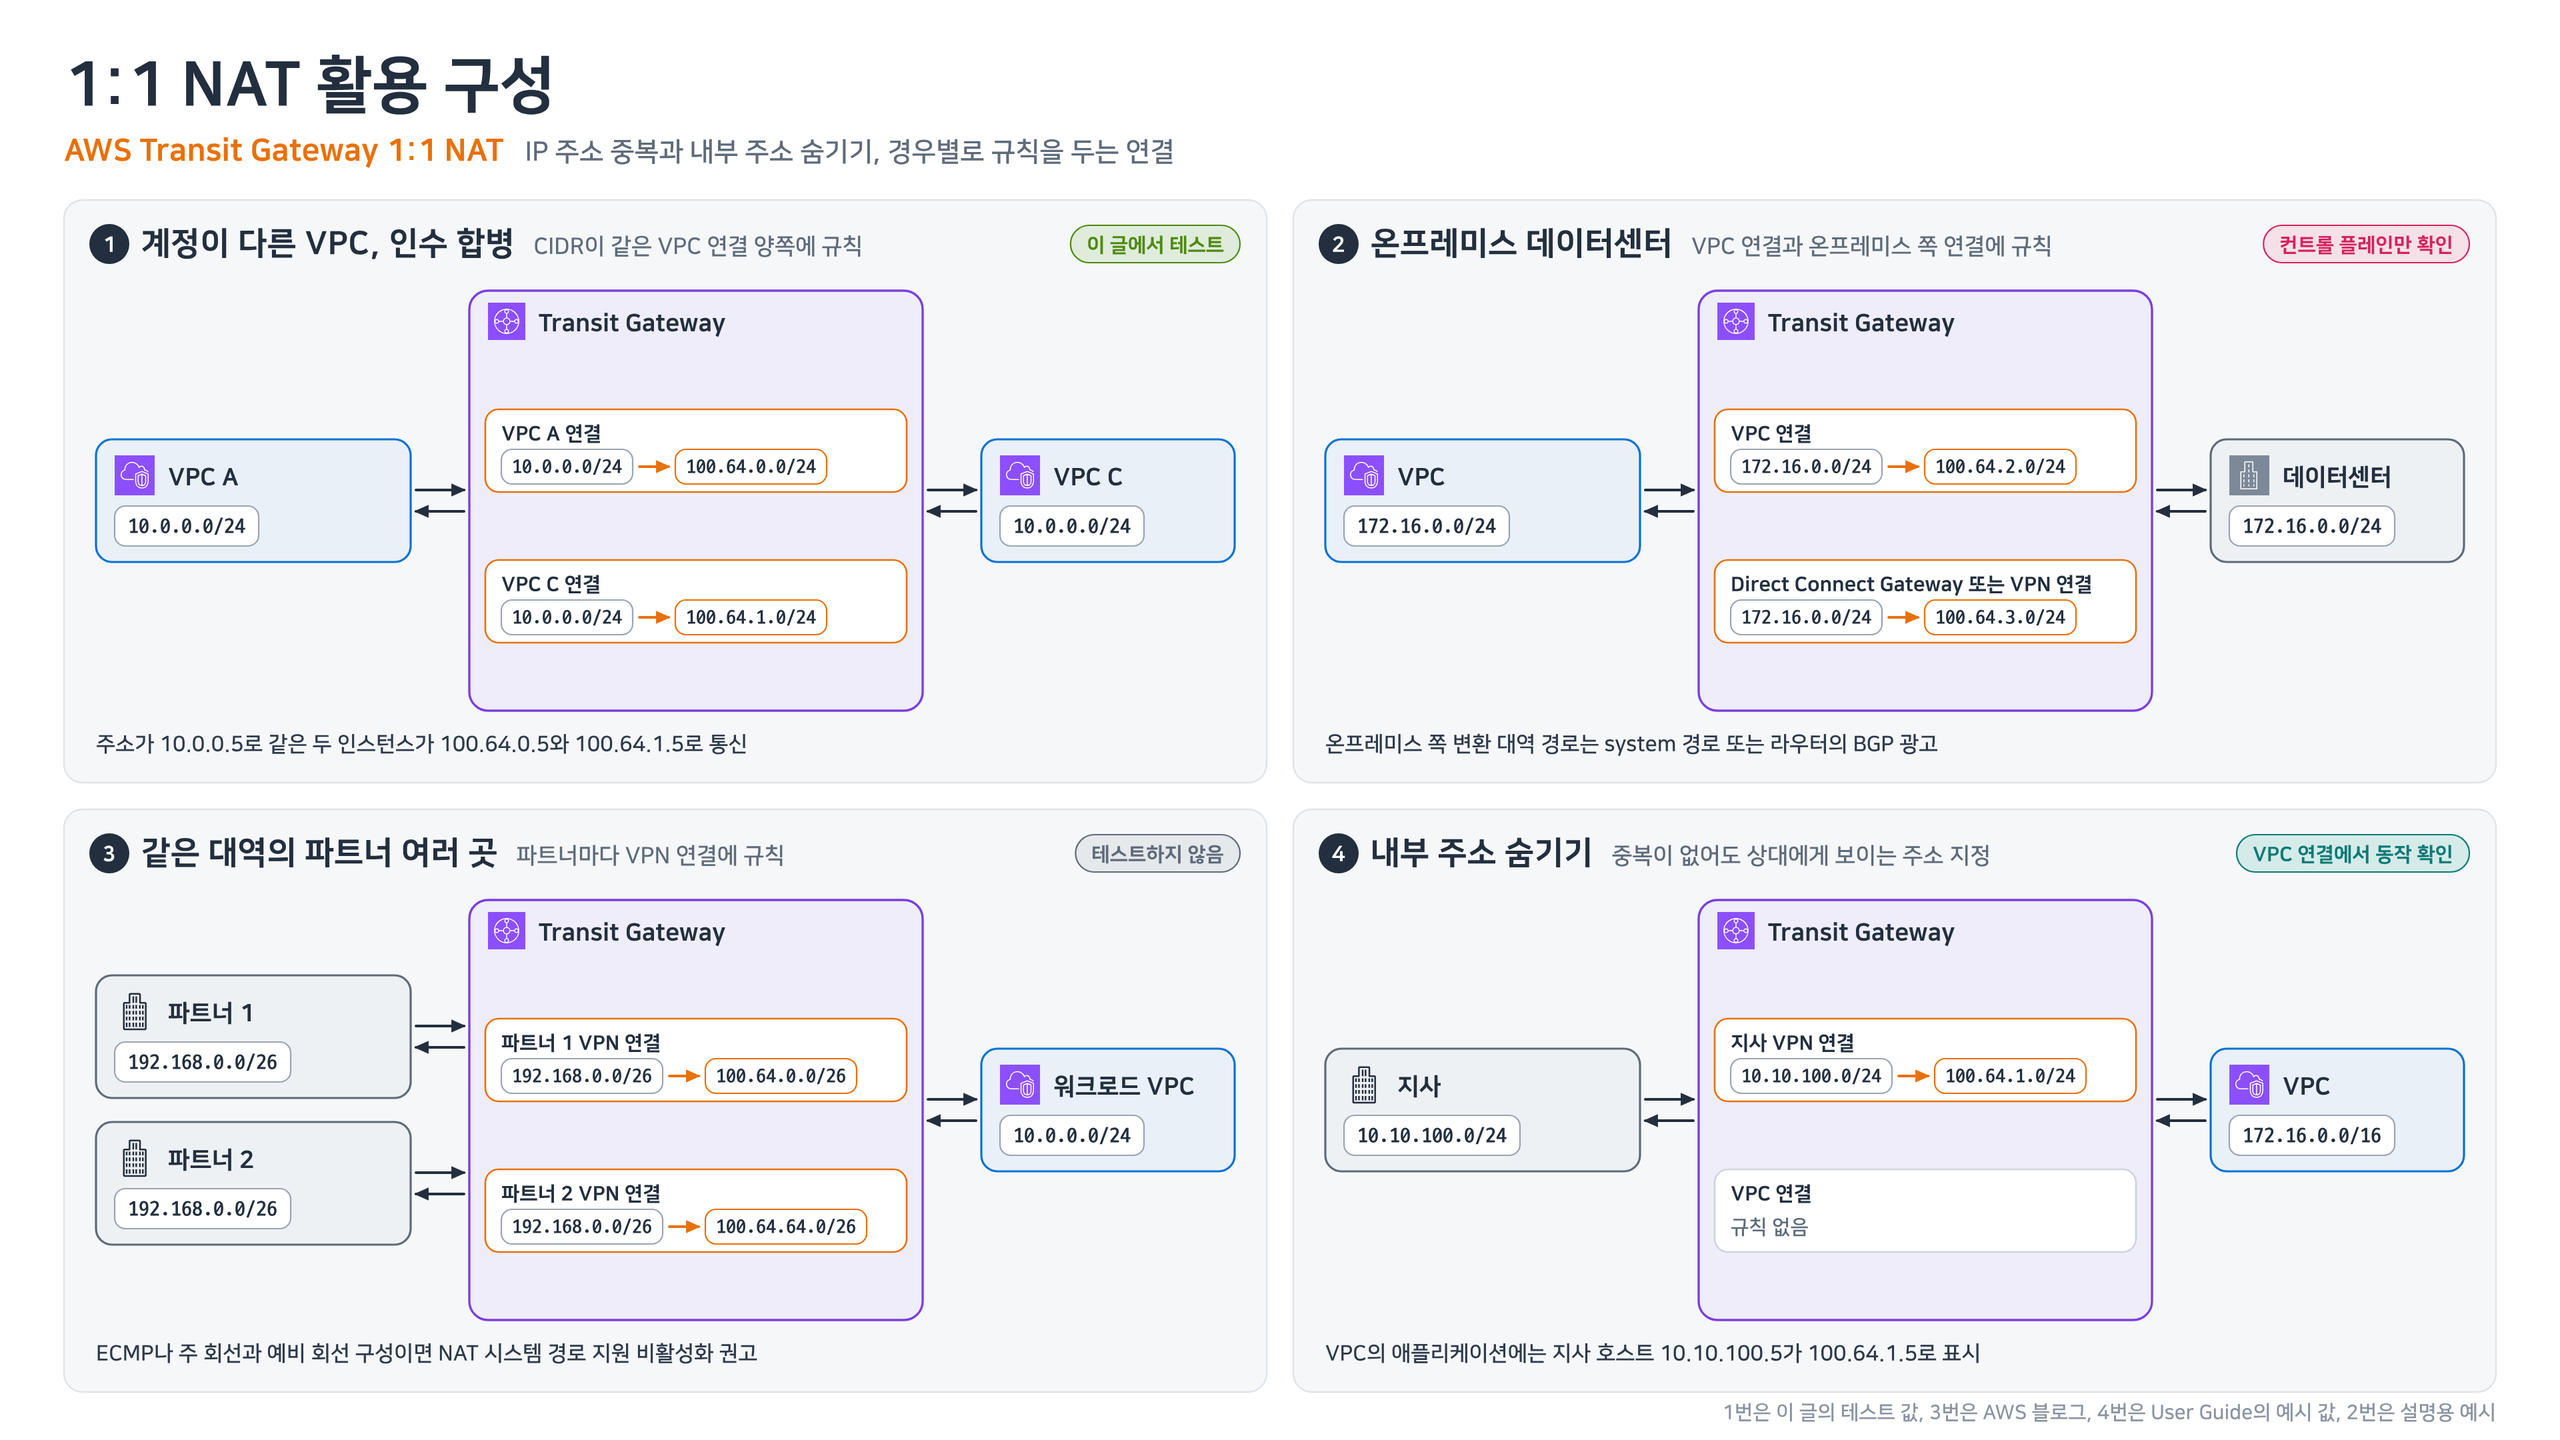 1:1 NAT 활용 구성
AWS Transit Gateway 1:1 NAT IP 주소 중복과 내부 주소 숨기기, 경우별로 규칙을 두는 연결
1 계정이 다른 VPC, 인수 합병 CIDR이 같은 VPC 연결 양쪽에 규칙 이 글에서 테스트
Transit Gateway
VPC A
10.0.0.0/24
VPC A 연결
10.0.0.0/24 100.64.0.0/24
VPC C 연결
10.0.0.0/24 100.64.1.0/24
VPC C
10.0.0.0/24
주소가 10.0.0.5로 같은 두 인스턴스가 100.64.0.5와 100.64.1.5로 통신
2 온프레미스 데이터센터 VPC 연결과 온프레미스 쪽 연결에 규칙 컨트롤 플레인만 확인
Transit Gateway
VPC
172.16.0.0/24
VPC 연결
172.16.0.0/24 100.64.2.0/24
Direct Connect Gateway 또는 VPN 연결
172.16.0.0/24 100.64.3.0/24
데이터센터
172.16.0.0/24
온프레미스 쪽 변환 대역 경로는 system 경로 또는 라우터의 BGP 광고
3 같은 대역의 파트너 여러 곳 파트너마다 VPN 연결에 규칙 테스트하지 않음
Transit Gateway
파트너 1
192.168.0.0/26
파트너 2
192.168.0.0/26
파트너 1 VPN 연결
192.168.0.0/26 100.64.0.0/26
파트너 2 VPN 연결
192.168.0.0/26 100.64.64.0/26
워크로드 VPC
10.0.0.0/24
ECMP나 주 회선과 예비 회선 구성이면 NAT 시스템 경로 지원 비활성화 권고
4 내부 주소 숨기기 중복이 없어도 상대에게 보이는 주소 지정 VPC 연결에서 동작 확인
Transit Gateway
지사
10.10.100.0/24
지사 VPN 연결
10.10.100.0/24 100.64.1.0/24
VPC 연결
규칙 없음
VPC
172.16.0.0/16
VPC의 애플리케이션에는 지사 호스트 10.10.100.5가 100.64.1.5로 표시
1번은 이 글의 테스트 값, 3번은 AWS 블로그, 4번은 User Guide의 예시 값, 2번은 설명용 예시